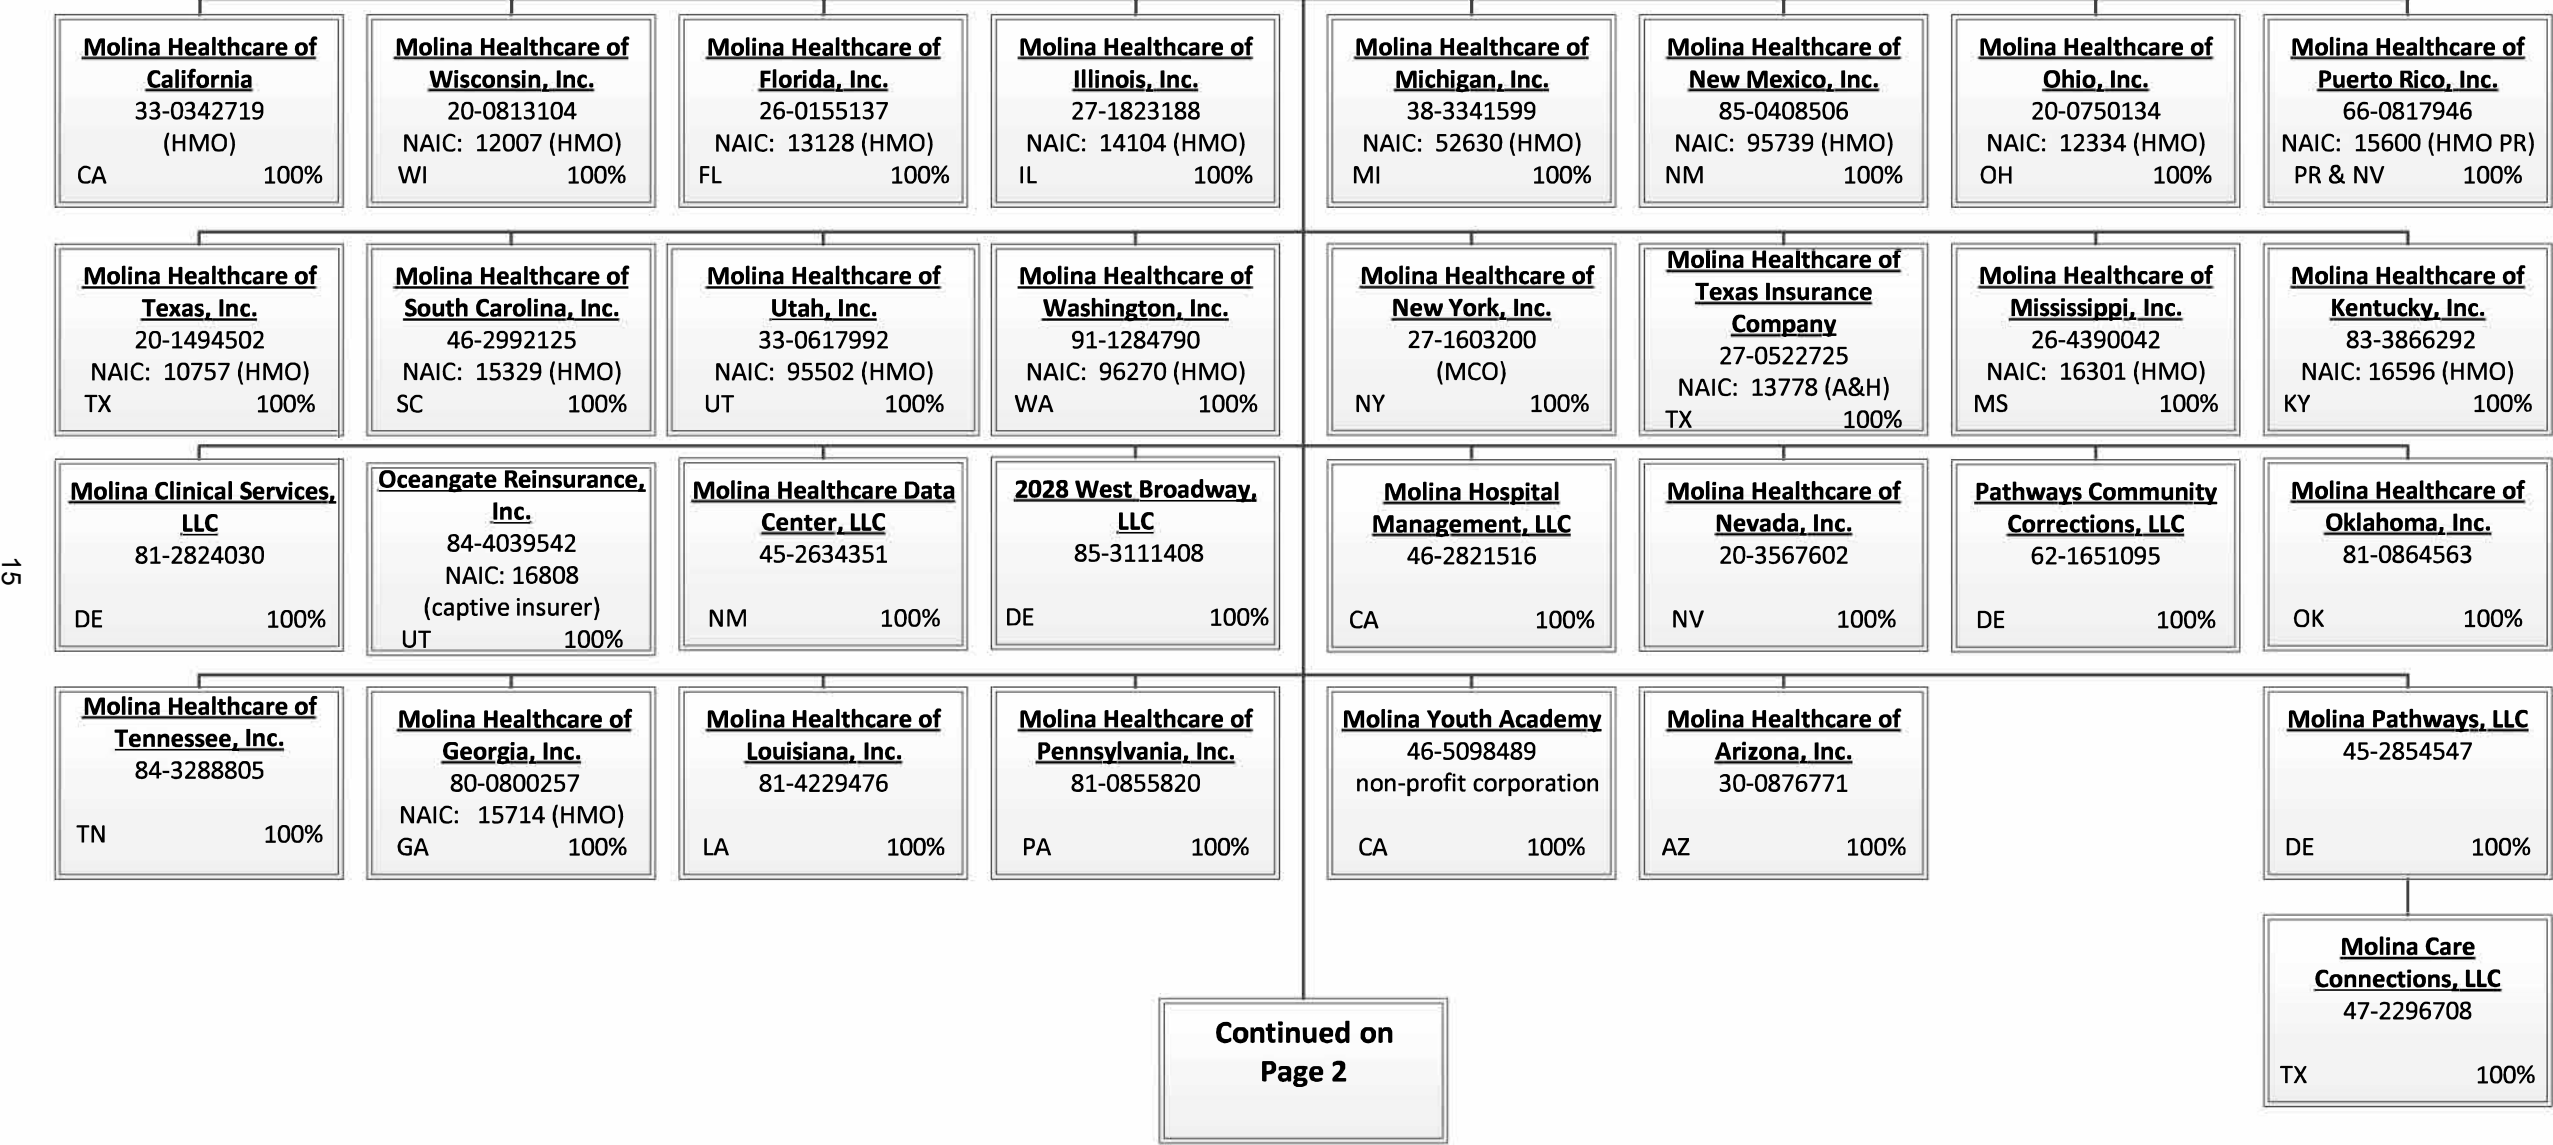 Molina Healthcare of
California
33-0342719
(HMO)
CA 100%
Molina Healthcare of
Wisconsin, Inc.
20-0813104
NAIC: 12007 (HMO)
WI 100%
Molina Healthcare of
Florida, Inc.
26-0155137
NAIC: 13128 (HMO)
FL 100%
Molina Healthcare of
Illinois, Inc.
27-1823188
NAIC: 14104 (HMO)
IL 100%
Molina Healthcare of
Michigan, Inc.
38-3341599
NAIC: 52630 (HMO)
MI 100%
Molina Healthcare of
New Mexico, Inc.
85-0408506
NAIC: 95739 (HMO)
NM 100%
Molina Healthcare of
Ohio, Inc.
20-0750134
NAIC: 12334 (HMO)
OH 100%
Molina Healthcare of
Puerto Rico, Inc.
66-0817946
NAIC: 15600 (HMO PR)
PR & NV 100%
Molina Healthcare of
Texas, Inc.
20-1494502
NAIC: 10757 (HMO)
TX 100%
Molina Healthcare of
South Carolina, Inc.
46-2992125
NAIC: 15329 (HMO)
SC 100%
Molina Healthcare of
Utah, Inc.
33-0617992
NAIC: 95502 (HMO)
UT 100%
Molina Healthcare of
Washington, Inc.
91-1284790
NAIC: 96270 (HMO)
WA 100%
Molina Healthcare of
New York, Inc.
27-1603200
(MCO)
NY 100%
Molina Healthcare of
Texas Insurance
Company
27-0522725
NAIC: 13778 (A&H)
TX 100%
Molina Healthcare of
Mississippi, Inc.
26-4390042
NAIC: 16301 (HMO)
MS 100%
Molina Healthcare of
Kentucky, Inc.
83-3866292
NAIC: 16596 (HMO)
KY 100%
Molina Clinical Services,
LLC
81-2824030
DE 100%
Oceangate Reinsurance,
Inc.
84-4039542
NAIC: 16808
(captive insurer)
UT 100%
Molina Healthcare Data
Center, LLC
45-2634351
NM 100%
2028 West Broadway,
LLC
85-3111408
DE 100%
Molina Hospital
Management, LLC
46-2821516
CA 100%
Molina Healthcare of
Nevada, Inc.
20-3567602
NV 100%
Pathways Community
Corrections, LLC
62-1651095
DE 100%
Molina Healthcare of
Oklahoma, Inc.
81-0864563
OK 100%
15
Molina Healthcare of
Tennessee, Inc.
84-3288805
TN 100%
Molina Healthcare of
Georgia, Inc.
80-0800257
NAIC: 15714 (HMO)
GA 100%
Molina Healthcare of
Louisiana, Inc.
81-4229476
LA 100%
Molina Healthcare of
Pennsylvania, Inc.
81-0855820
PA 100%
Molina Youth Academy
46-5098489
non-profit corporation
CA 100%
Molina Healthcare of
Arizona, Inc.
30-0876771
AZ 100%
Molina Pathways, LLC
45-2854547
DE 100%
Molina Care
Connections, LLC
47-2296708
TX 100%
Continued on
Page 2